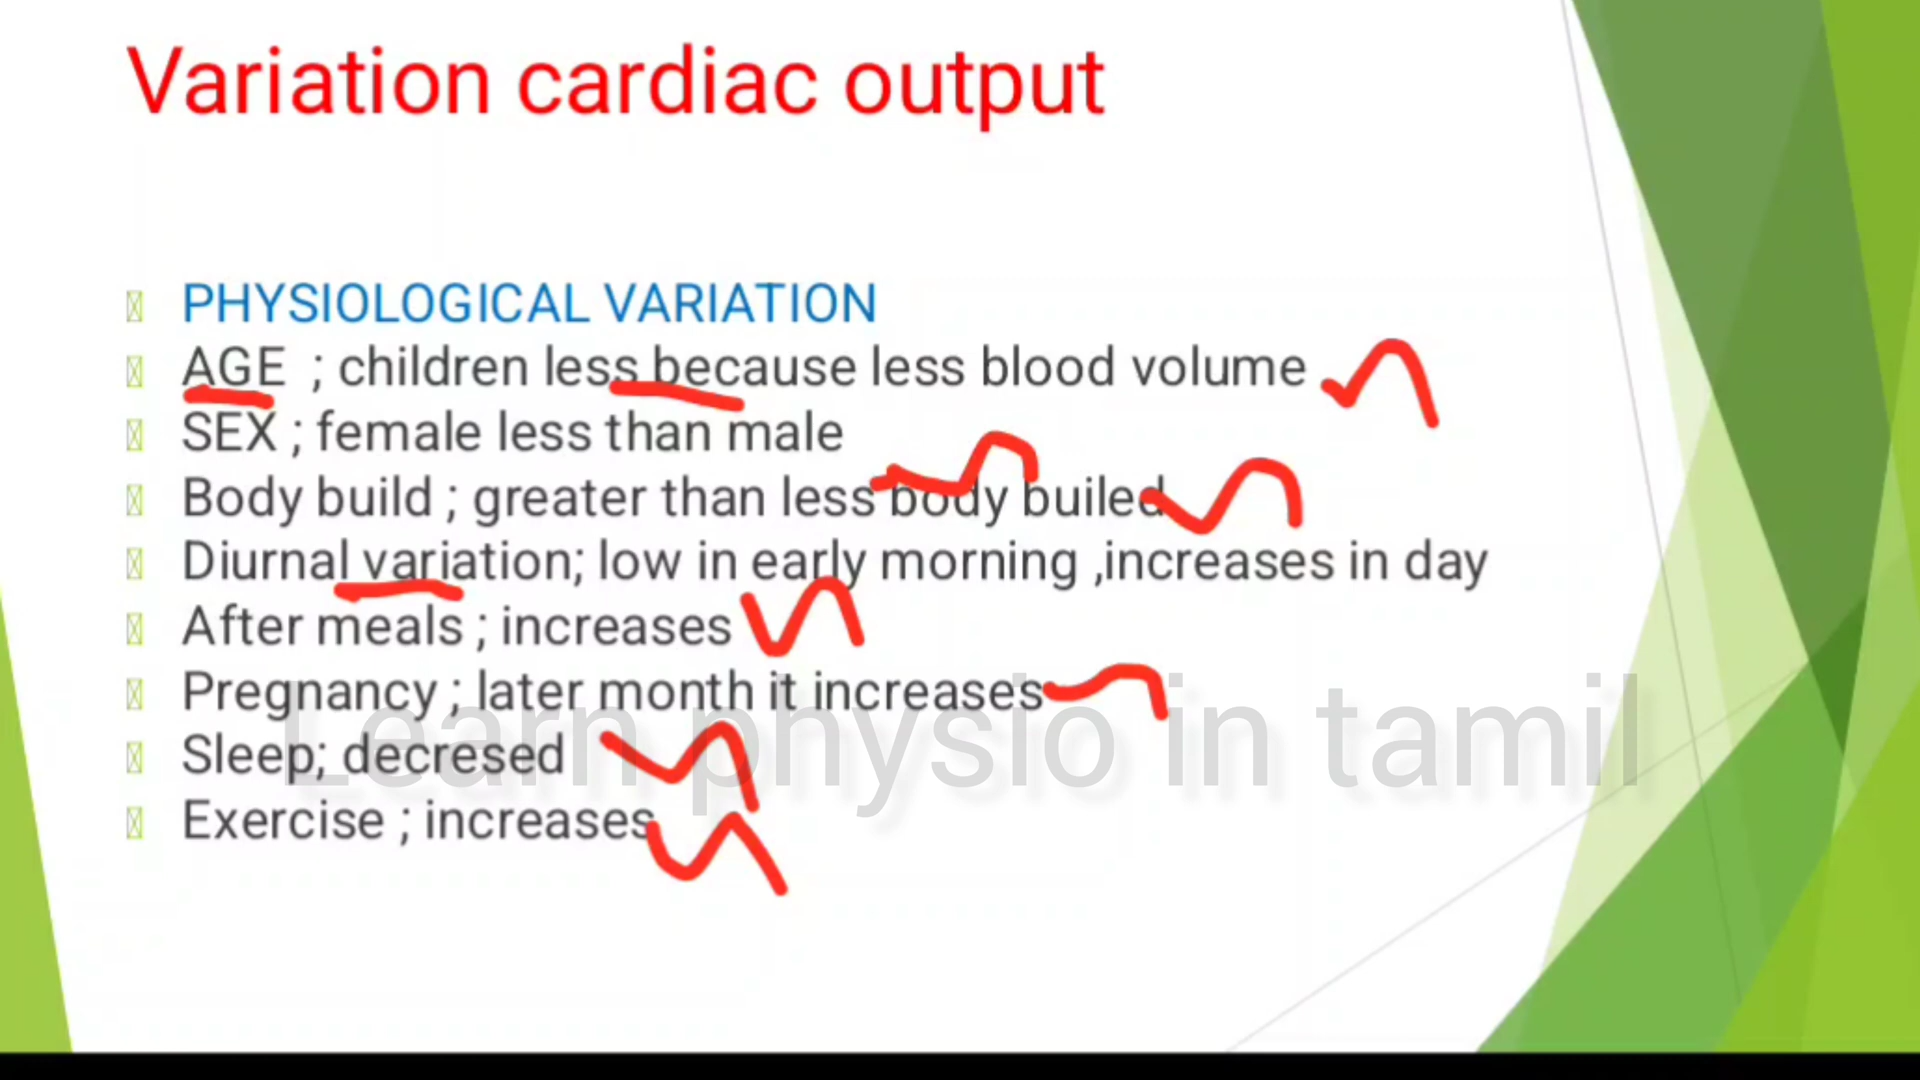 Variation cardiac output
PHYSIOLOGICAL VARIATION
AGE ; children less because less blood volume
SEX ; female less than male
Body build ; greater than less body builed
Diurnal variation; low in early morning ,increases in day
After meals ; increases
Pregnancy ; later month it increases
Learn physio in tamil
Sleep; decresed
Exercise ; increases